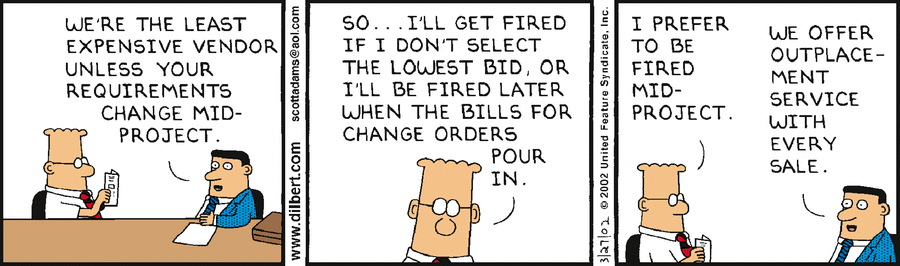 WE'RE THE LEAST
EXPENSIVE VENDOR
UNLESS YOUR
REQUIREMENTS
CHANGE MID-
PROJECT.
www.dilbert.com
scottadams@aol.com
SO...I'LL GET FIRED
IF I DON'T SELECT
THE LOWEST BID, OR
I'LL BE FIRED LATER
WHEN THE BILLS FOR
CHANGE ORDERS
POUR
IN.
3/27/02 © 2002 United Feature Syndicate, Inc.
I PREFER
TO BE
FIRED
MID-
PROJECT.
WE OFFER
OUTPLACE-
MENT
SERVICE
WITH
EVERY
SALE.